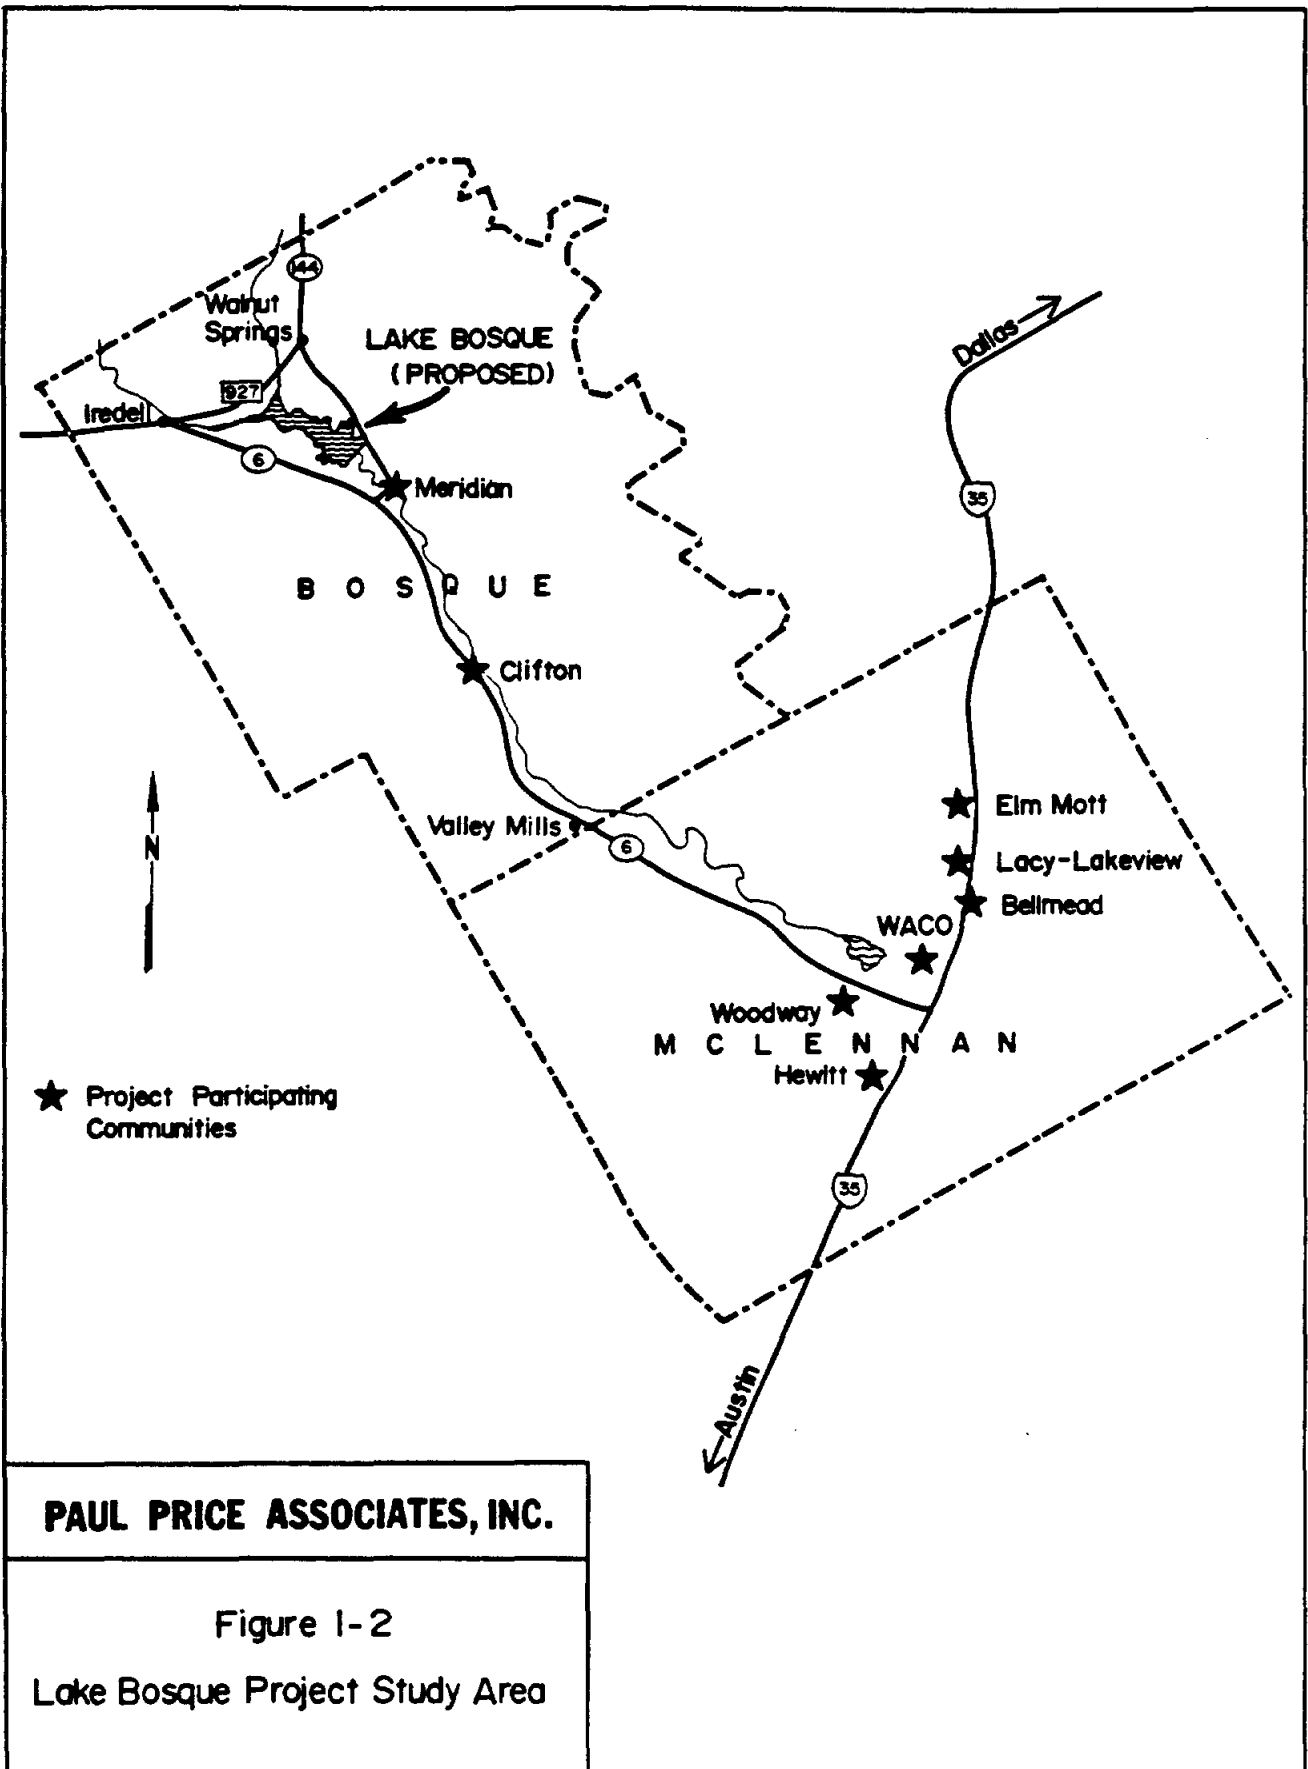 144
Walnut
Springs
LAKE BOSQUE
(PROPOSED)
Dallas
927
Iredell
6
Meridian
35
B O S Q U E
Clifton
Elm Mott
Valley Mills
6
N
Lacy-Lakeview
Bellmead
WACO
Woodway
M C L E N N A N
Hewitt
Project Participating
Communities
35
Austin
PAUL PRICE ASSOCIATES, INC.
Figure 1-2
Lake Bosque Project Study Area